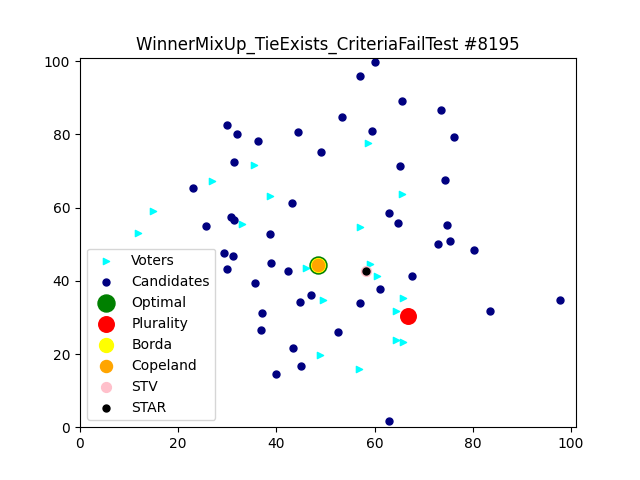 WinnerMixUp_TieExists_CriteriaFailTest #8195
100
80
60
40
20
0
Voters
Candidates
Optimal
Plurality
Borda
Copeland
STV
STAR
0 20 40 60 80 100